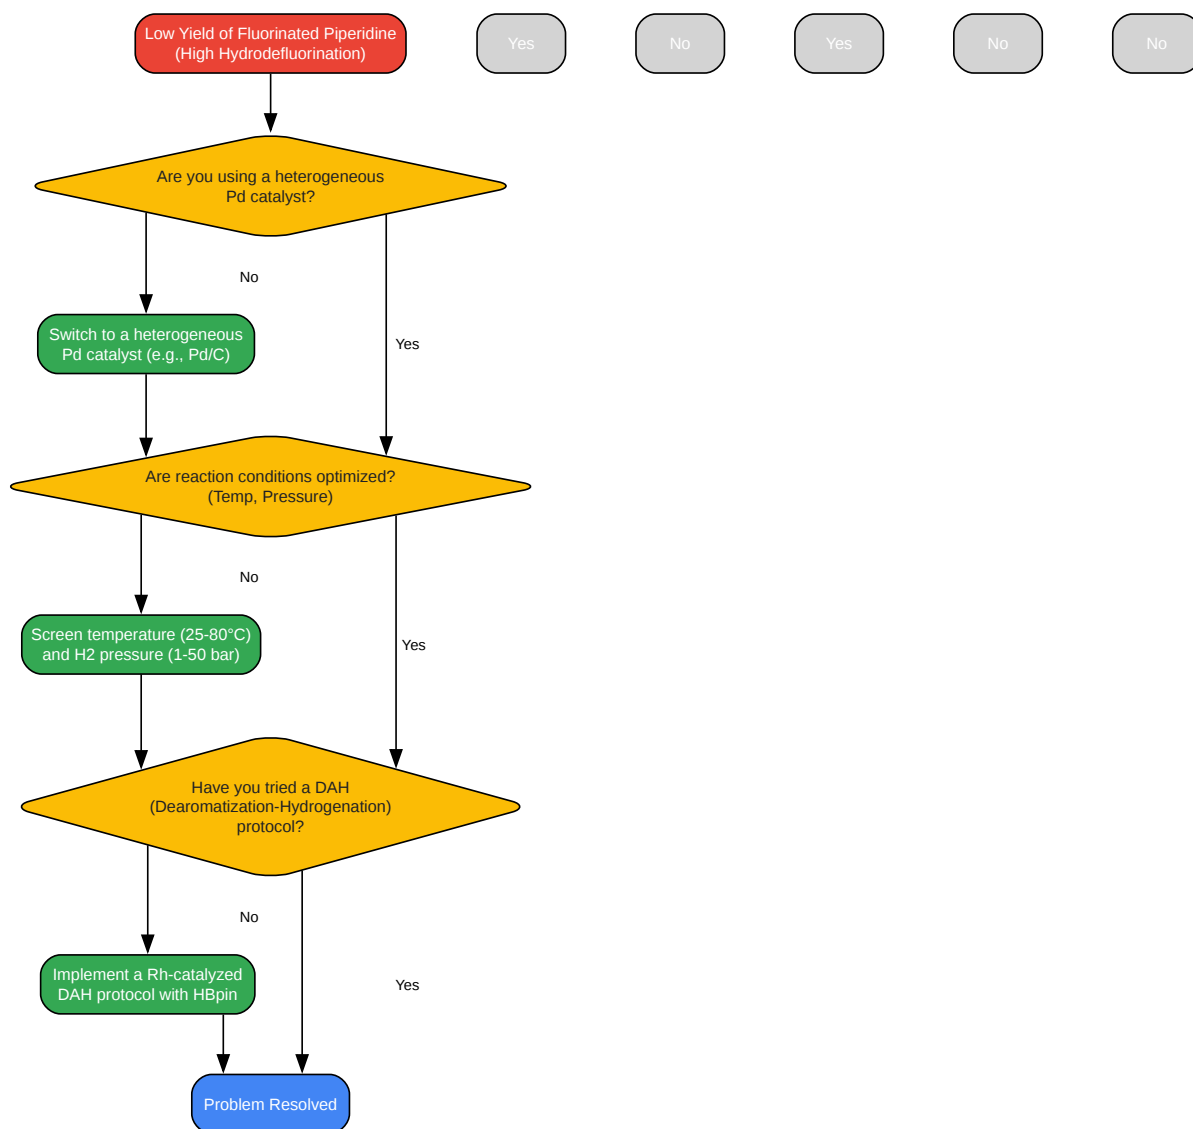 Low Yield of Fluorinated Piperidine
(High Hydrodefluorination)
Yes
No
Yes
No
No
Are you using a heterogeneous
Pd catalyst?
No
Switch to a heterogeneous
Pd catalyst (e.g., Pd/C)
Yes
Are reaction conditions optimized?
(Temp, Pressure)
No
Screen temperature (25-80°C)
and H2 pressure (1-50 bar)
Yes
Have you tried a DAH
(Dearomatization-Hydrogenation)
protocol?
No
Implement a Rh-catalyzed
DAH protocol with HBpin
Yes
Problem Resolved